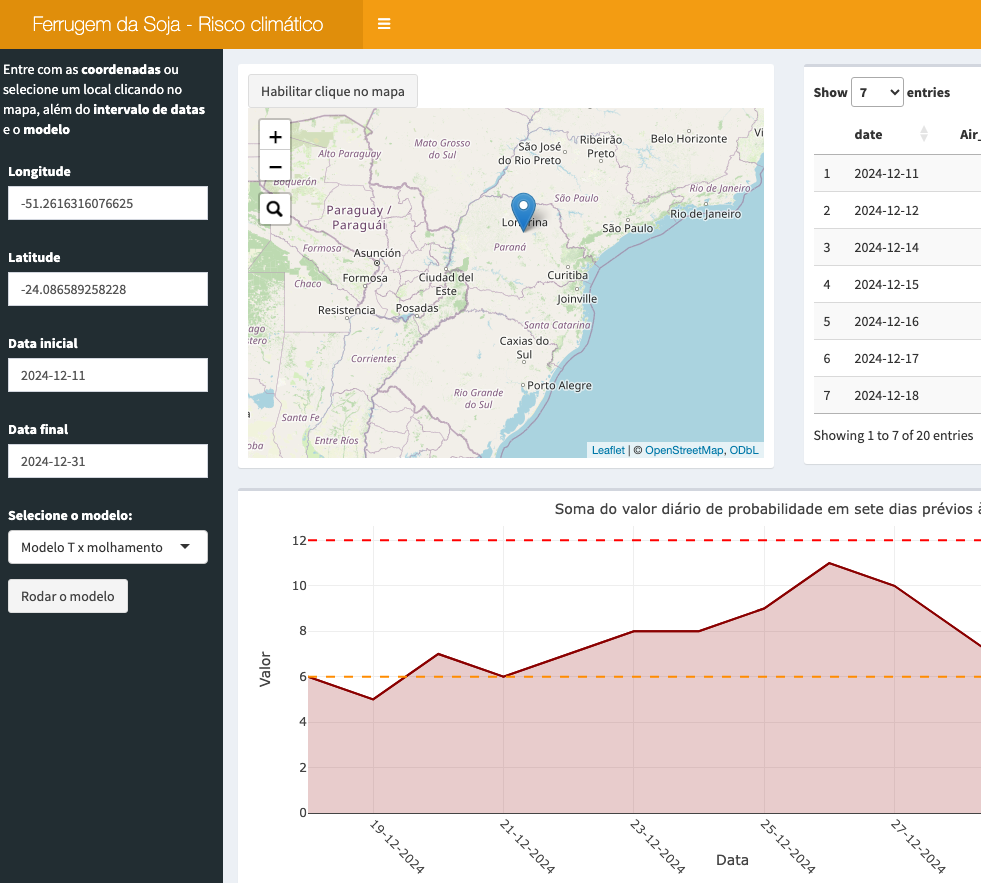 Ferrugem da Soja - Risco climático
Entre com as coordenadas ou
selecione um local clicando no
mapa, além do intervalo de datas
e o modelo
Longitude
-51.2616316076625
Latitude
-24.086589258228
Data inicial
2024-12-11
Data final
2024-12-31
Selecione o modelo:
Modelo T x molhamento
Rodar o modelo
Habilitar clique no mapa
+
−
Alto Paraguay
Mato Grosso
do Sul
São José
do Rio Preto
Ribeirão
Preto
Belo Horizonte
Vi
Boquerón
Paraguay /
Paraguái
São Paulo
Rio de Janeiro
Rio de Janeiro
Londrina
São Paulo
Paraná
Formosa
Asunción
Chaco
Formosa
Ciudad del
Este
Curitiba
Joinville
Resistencia
Posadas
Santa Catarina
ago
ro
Corrientes
Caxias do
Sul
Rio Grande
do Sul
Porto Alegre
Santa Fe
Entre Ríos
oba
Leaflet | © OpenStreetMap, ODbL
Show 7 entries
date Air_
1 2024-12-11
2 2024-12-12
3 2024-12-14
4 2024-12-15
5 2024-12-16
6 2024-12-17
7 2024-12-18
Showing 1 to 7 of 20 entries
Soma do valor diário de probabilidade em sete dias prévios à
Valor
12
10
8
6
4
2
0
19-12-2024
21-12-2024
23-12-2024
25-12-2024
27-12-2024
Data